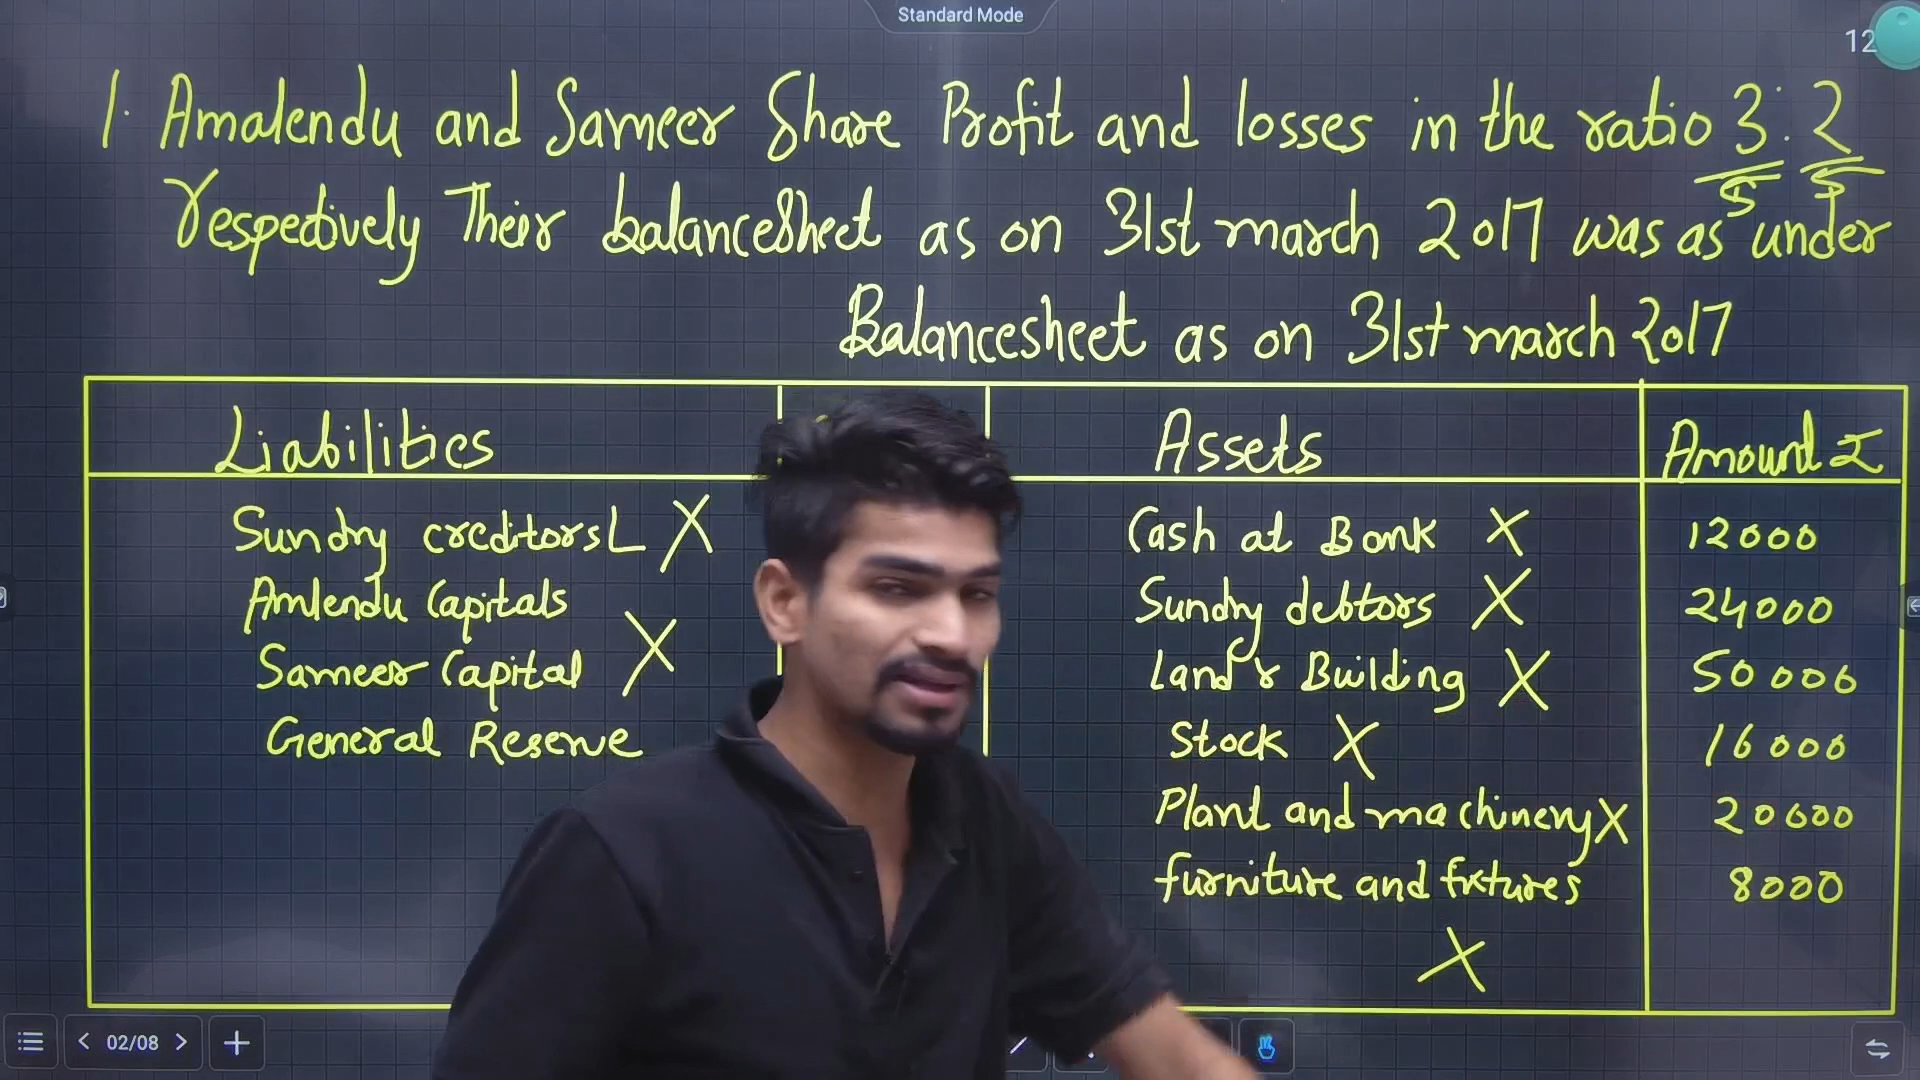 Standard Mode
12
1. Amalendu and Sameer Share Profit and losses in the ratio 3:2
5 5
respectively Their balancesheet as on 31st march 2017 was as under
Balancesheet as on 31st march 2017
Liabilities Assets Amount ₹
Sundry creditors L X Cash at Bank X 12000
Amlendu Capitals Sundry debtors X 24000
X
Sameer Capital Land & Building X 50000
General Reserve Stock X 16000
Plant and machinery X 20000
furniture and fixtures 8000
X
02/08